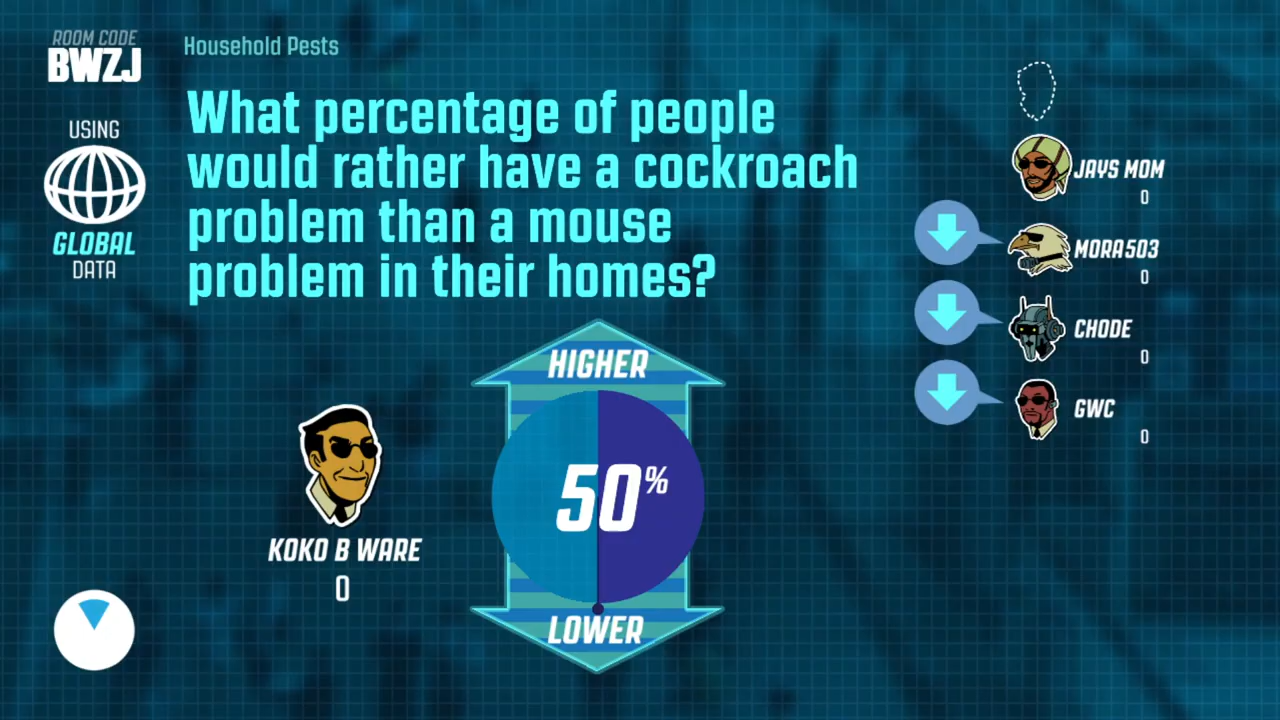 ROOM CODE
BWZJ
USING
GLOBAL
DATA
Household Pests
What percentage of people
would rather have a cockroach
problem than a mouse
problem in their homes?
HIGHER
50%
LOWER
KOKO B WARE
0
JAYS MOM
0
MORA503
0
CHODE
0
GWC
0